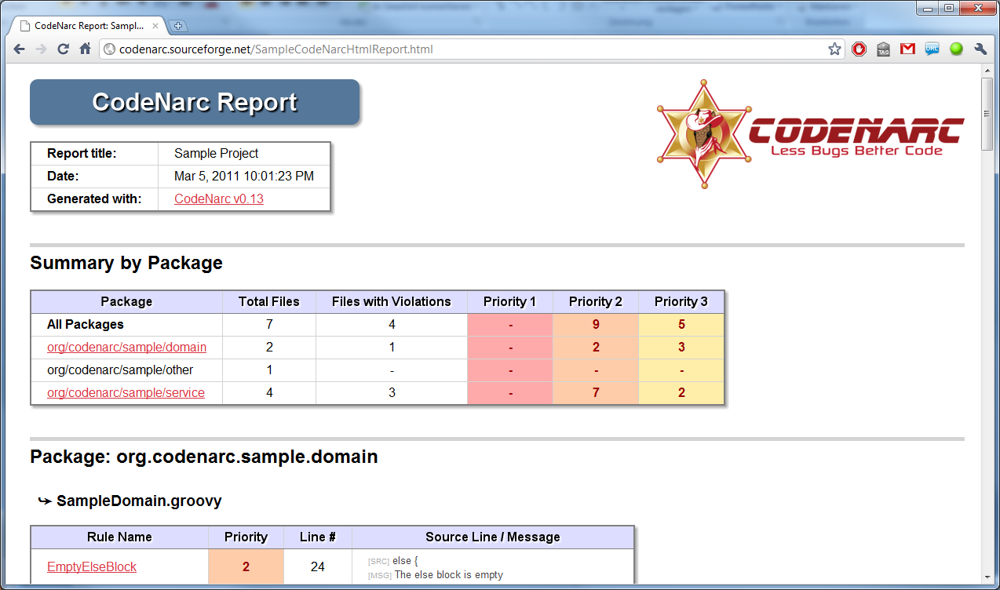 CodeNarc Report: Sampl...
codenarc.sourceforge.net/SampleCodeNarcHtmlReport.html
TAG
URL
CodeNarc Report
CODENARC
Less Bugs Better Code
Report title: Sample Project
Date: Mar 5, 2011 10:01:23 PM
Generated with: CodeNarc v0.13
Summary by Package
Package Total Files Files with Violations Priority 1 Priority 2 Priority 3
All Packages 7 4 - 9 5
org/codenarc/sample/domain 2 1 - 2 3
org/codenarc/sample/other 1 - - - -
org/codenarc/sample/service 4 3 - 7 2
Package: org.codenarc.sample.domain
↪ SampleDomain.groovy
Rule Name Priority Line # Source Line / Message
EmptyElseBlock 2 24 [SRC] else {
[MSG] The else block is empty